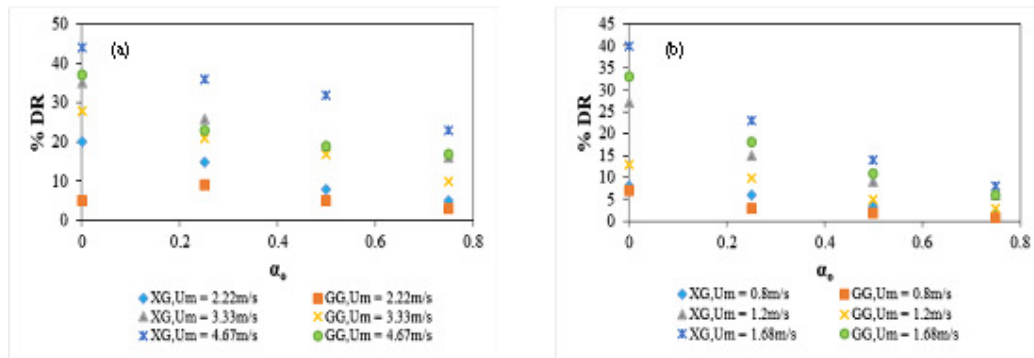 (a)
% DR
50
40
30
20
10
0
0 0.2 0.4 0.6 0.8
α₀
XG,Um = 2.22m/s GG,Um = 2.22m/s
XG,Um = 3.33m/s GG,Um = 3.33m/s
XG,Um = 4.67m/s GG,Um = 4.67m/s
(b)
% DR
45
40
35
30
25
20
15
10
5
0
0 0.2 0.4 0.6 0.8
α₀
XG,Um = 0.8m/s GG,Um = 0.8m/s
XG,Um = 1.2m/s GG,Um = 1.2m/s
XG,Um = 1.68m/s GG,Um = 1.68m/s